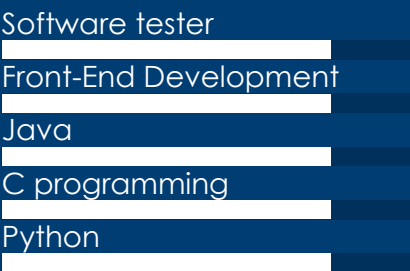 Software tester
Front-End Development
Java
C programming
Python